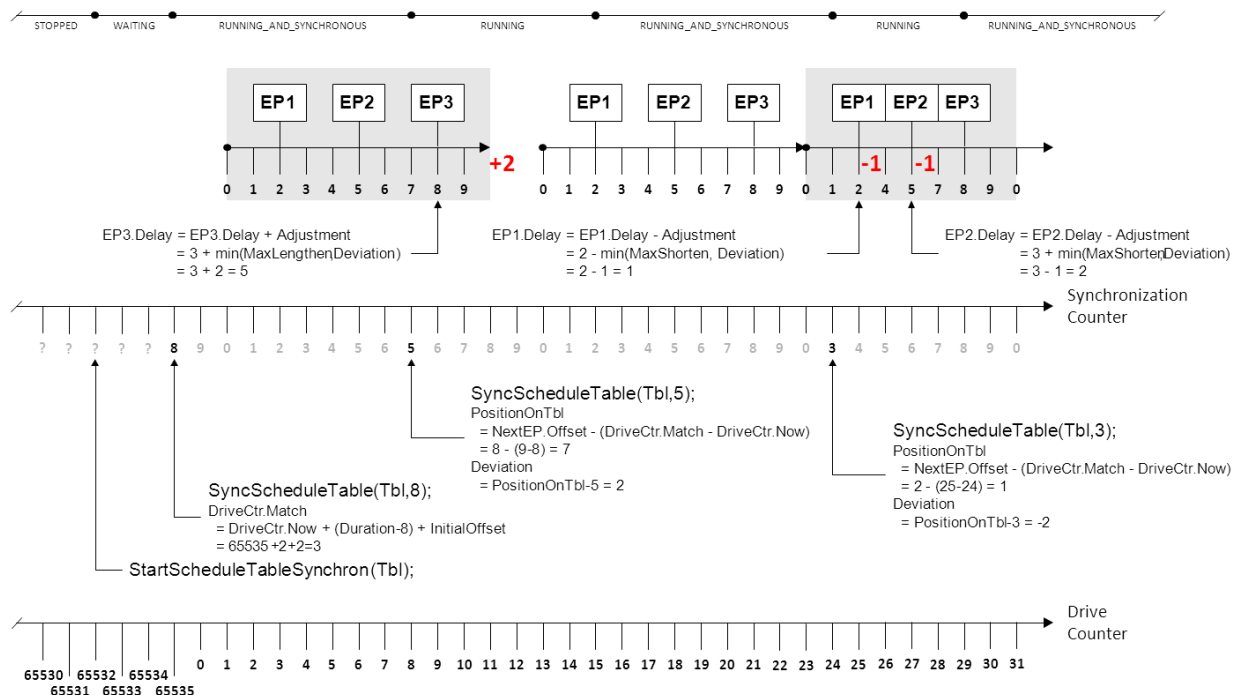 STOPPED WAITING RUNNING_AND_SYNCHRONOUS RUNNING RUNNING_AND_SYNCHRONOUS RUNNING RUNNING_AND_SYNCHRONOUS
EP1 EP2 EP3 EP1 EP2 EP3 EP1 EP2 EP3
+2 -1 -1
0 1 2 3 4 5 6 7 8 9 0 1 2 3 4 5 6 7 8 9 0 1 2 4 5 7 8 9 0
EP3.Delay = EP3.Delay + Adjustment
= 3 + min(MaxLengthen,Deviation)
= 3 + 2 = 5
EP1.Delay = EP1.Delay - Adjustment
= 2 - min(MaxShorten, Deviation)
= 2 - 1 = 1
EP2.Delay = EP2.Delay - Adjustment
= 3 + min(MaxShorten,Deviation)
= 3 - 1 = 2
Synchronization
Counter
? ? ? ? ? 8 9 0 1 2 3 4 5 6 5 6 7 8 9 0 1 2 3 4 5 6 7 8 9 0 3 4 5 6 7 8 9 0
SyncScheduleTable(Tbl,5);
PositionOnTbl
= NextEP.Offset - (DriveCtr.Match - DriveCtr.Now)
= 8 - (9-8) = 7
Deviation
= PositionOnTbl-5 = 2
SyncScheduleTable(Tbl,3);
PositionOnTbl
= NextEP.Offset - (DriveCtr.Match - DriveCtr.Now)
= 2 - (25-24) = 1
Deviation
= PositionOnTbl-3 = -2
SyncScheduleTable(Tbl,8);
DriveCtr.Match
= DriveCtr.Now + (Duration-8) + InitialOffset
= 65535+2+2=3
StartScheduleTableSynchron(Tbl);
Drive
Counter
0 1 2 3 4 5 6 7 8 9 10 11 12 13 14 15 16 17 18 19 20 21 22 23 24 25 26 27 28 29 30 31
65530 65532 65534
65531 65533 65535